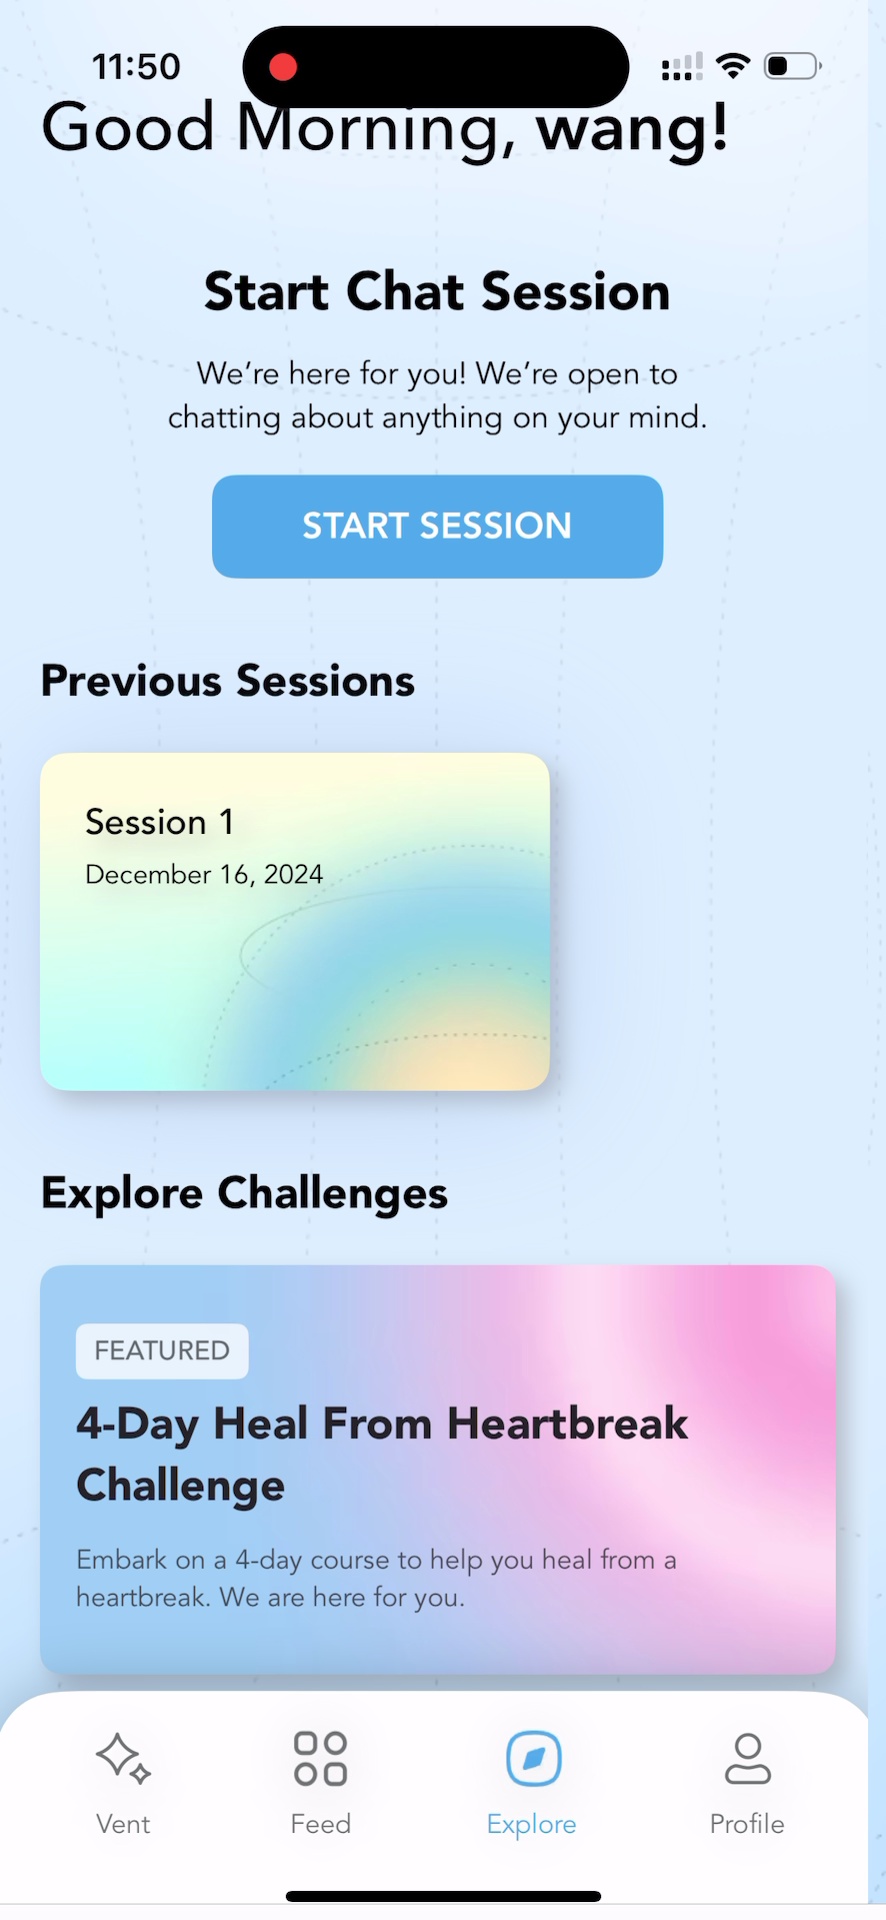 11:50
Good Morning, wang!
Start Chat Session
We’re here for you! We’re open to
chatting about anything on your mind.
START SESSION
Previous Sessions
Session 1
December 16, 2024
Explore Challenges
FEATURED
4-Day Heal From Heartbreak
Challenge
Embark on a 4-day course to help you heal from a
heartbreak. We are here for you.
Vent
Feed
Explore
Profile